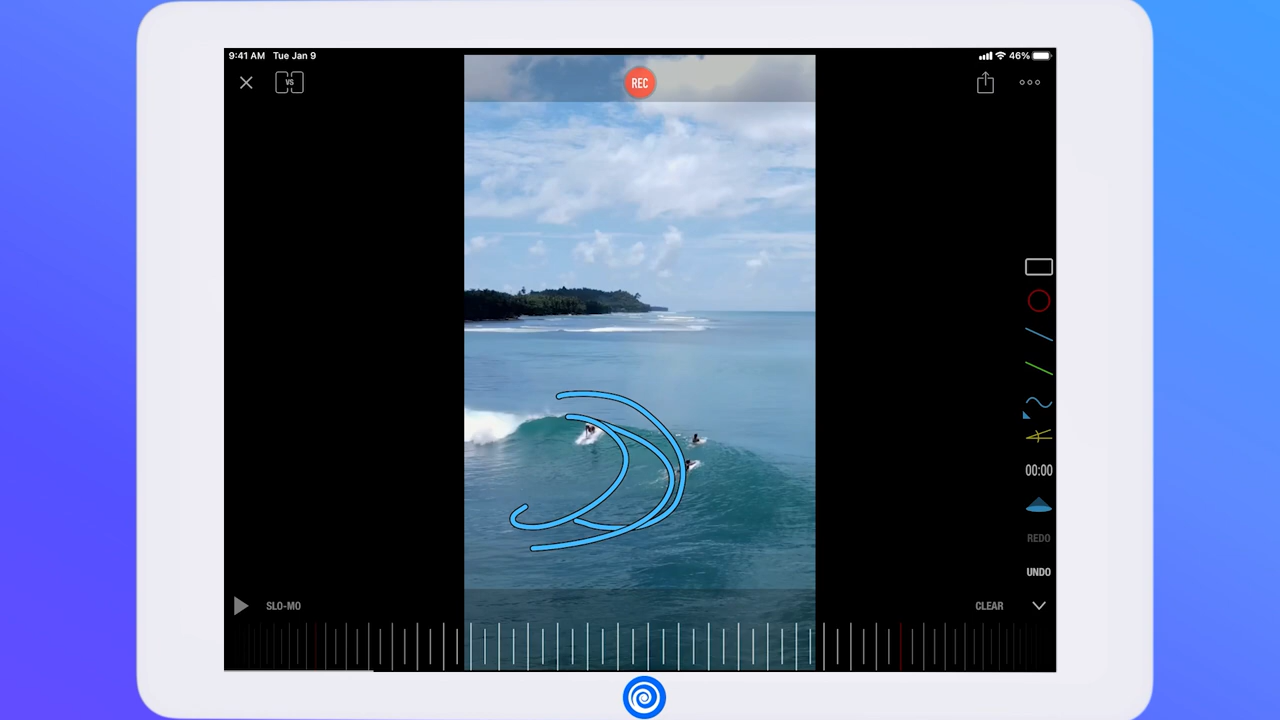 9:41 AM Tue Jan 9
46%
VS
REC
00:00
REDO
UNDO
SLO-MO
CLEAR